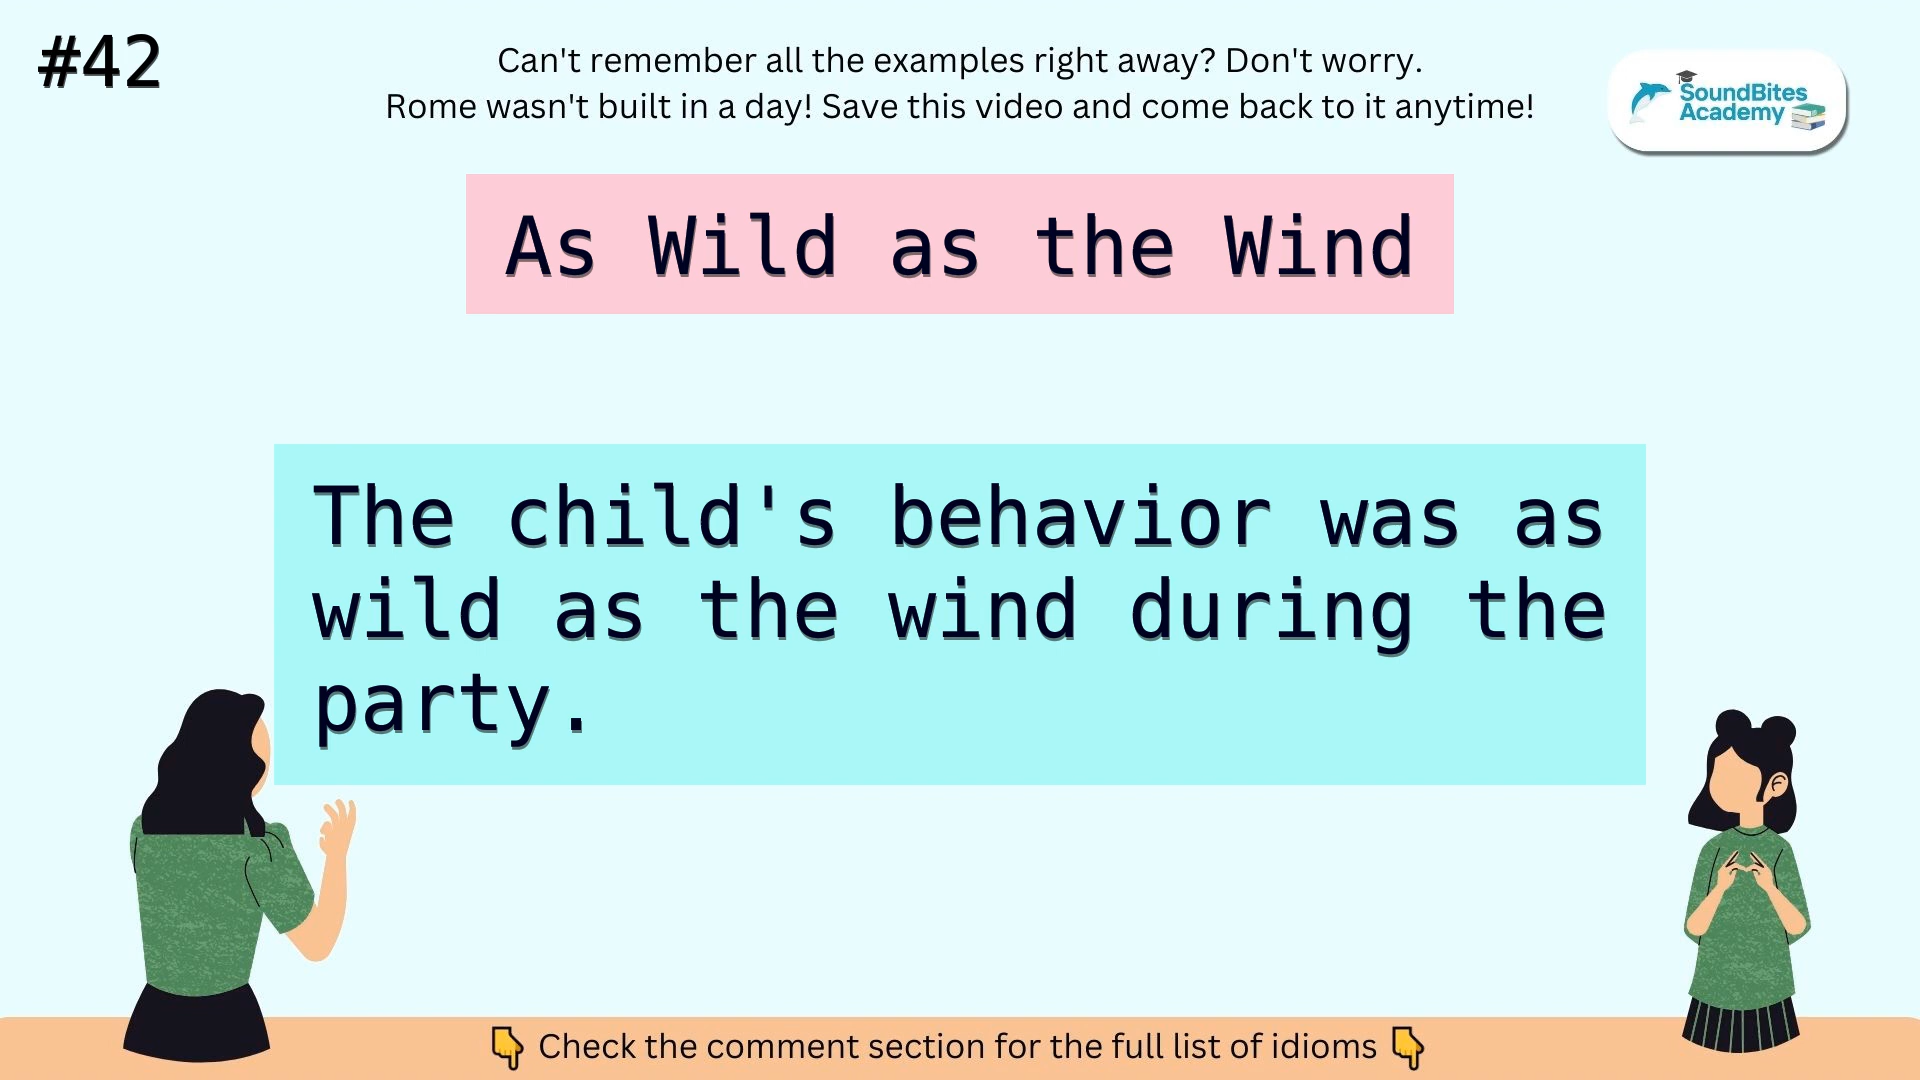 #42
Can't remember all the examples right away? Don't worry.
Rome wasn't built in a day! Save this video and come back to it anytime!
SoundBites
Academy
As Wild as the Wind
The child's behavior was as
wild as the wind during the
party.
👇 Check the comment section for the full list of idioms 👇